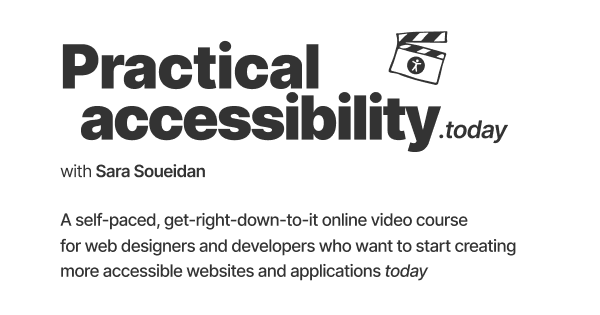 Practical
accessibility.today
with Sara Soueidan
A self-paced, get-right-down-to-it online video course
for web designers and developers who want to start creating
more accessible websites and applications today